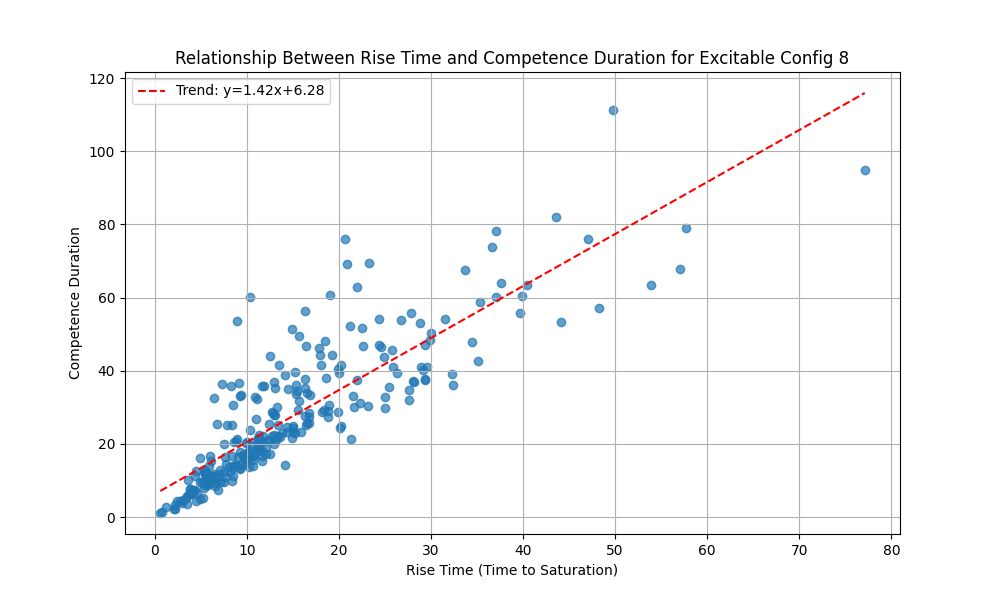 Relationship Between Rise Time and Competence Duration for Excitable Config 8
Trend: y=1.42x+6.28
Competence Duration
120
100
80
60
40
20
0
0 10 20 30 40 50 60 70 80
Rise Time (Time to Saturation)